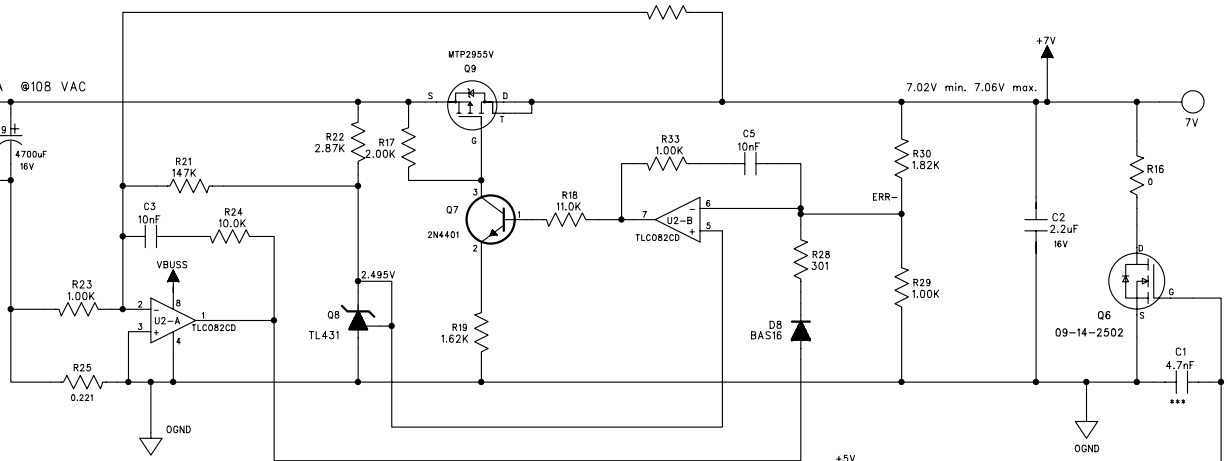 MTP2955V
Q9
+7V
@108 VAC
S
D
T
G
7.02V min. 7.06V max.
7V
4700uF
16V
R22
2.87K
R17
2.00K
R33
1.00K
C5
10nF
R30
1.82K
R16
0
R21
147K
ERR-
C3
10nF
R24
10.0K
Q7
2N4401
3
1
2
R18
11.0K
7
U2-B
6
5
TLC082CD
C2
2.2uF
16V
VBUSS
R23
1.00K
2.495V
R28
301
R29
1.00K
D
G
S
Q6
09-14-2502
2
3
U2-A
8
1
4
TLC082CD
Q8
TL431
R19
1.62K
D8
BAS16
R25
0.221
C1
4.7nF
***
OGND
OGND
+5V